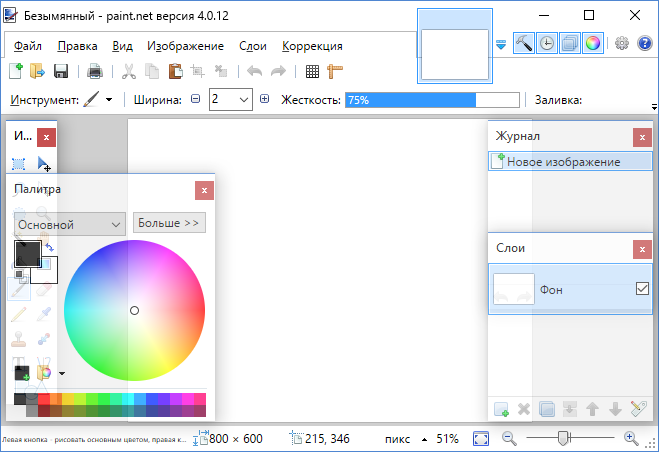 Безымянный - paint.net версия 4.0.12
Файл Правка Вид Изображение Слои Коррекция
Инструмент: Ширина: 2 Жесткость: 75% Заливка:
И...
Журнал
Новое изображение
Палитра
Основной Больше >>
Слои
Фон
Левая кнопка - рисовать основным цветом, правая к... 800 × 600 215, 346 пикс 51%